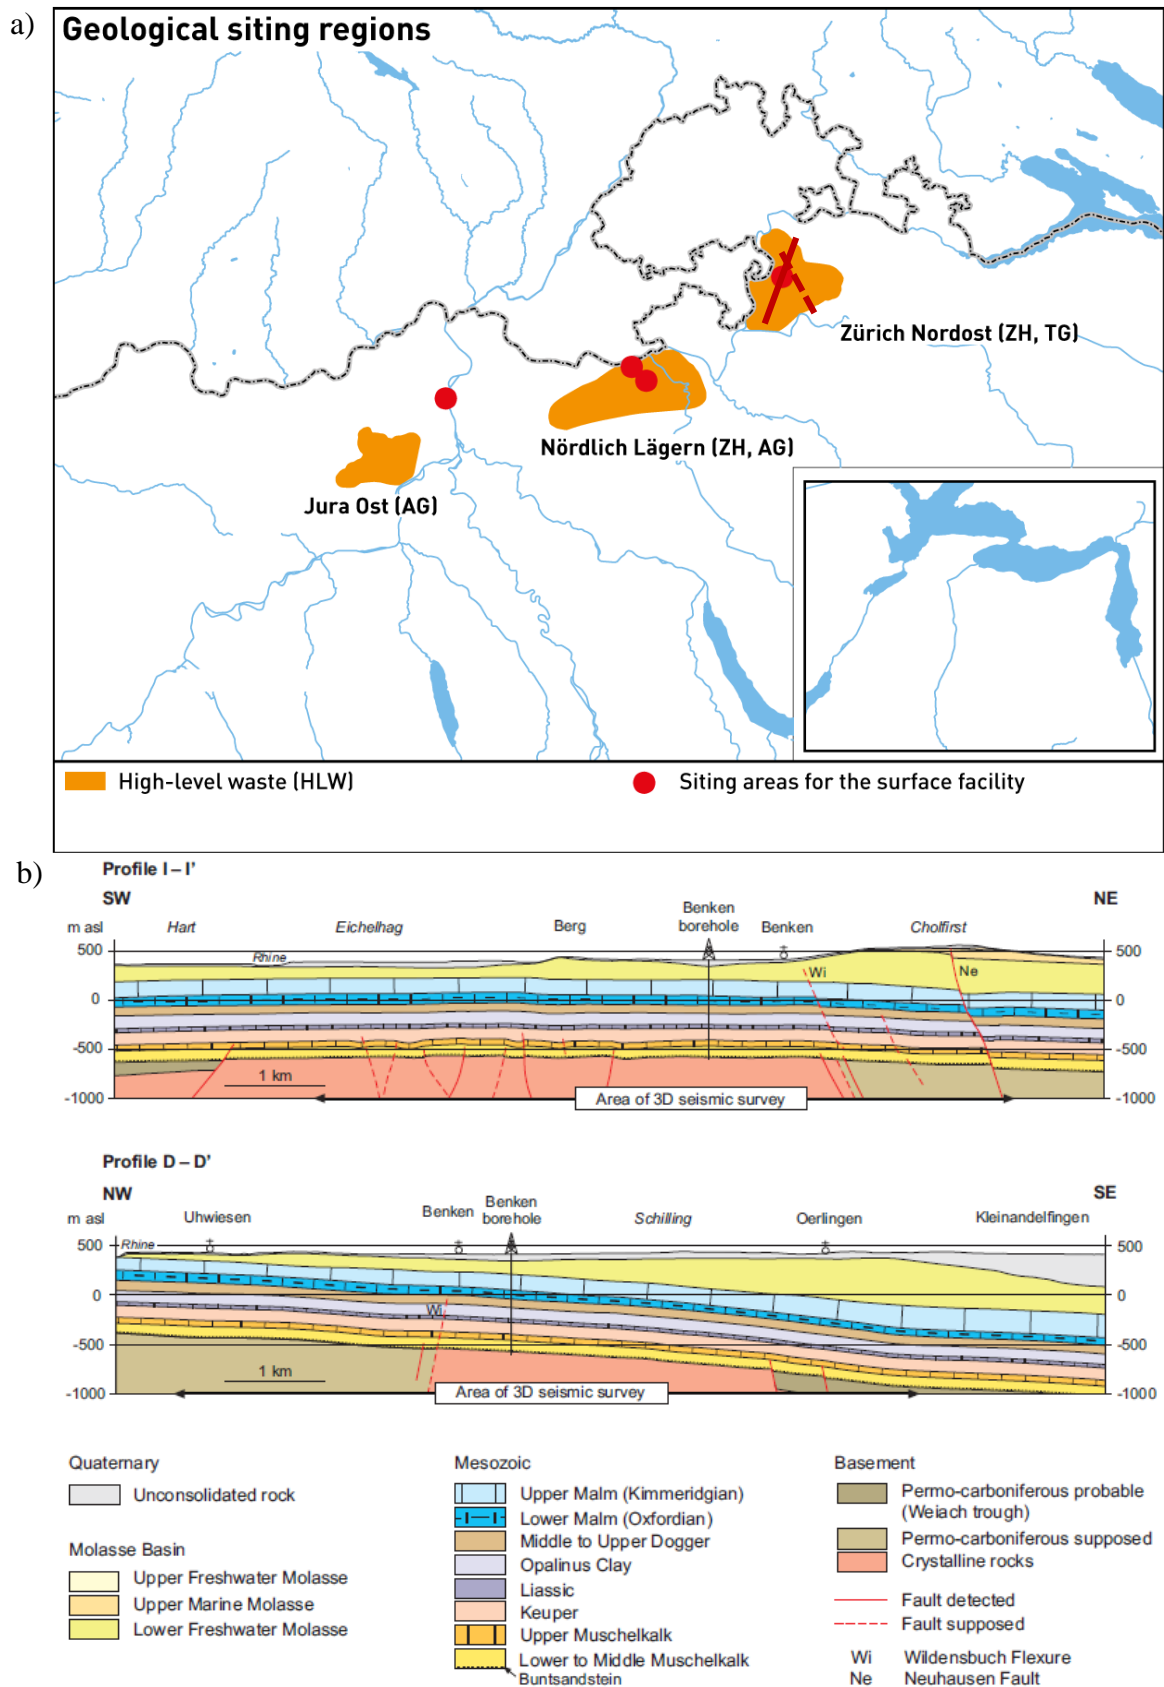 a)
Geological siting regions
Zürich Nordost (ZH, TG)
Nördlich Lägern (ZH, AG)
Jura Ost (AG)
High-level waste (HLW)
Siting areas for the surface facility
b)
Profile I – I’
SW
NE
m asl
Hart
Eichelhag
Berg
Benken
borehole
Benken
Cholfirst
500
Rhine
Wi
Ne
500
0
0
-500
-500
1 km
-1000
Area of 3D seismic survey
-1000
Profile D – D’
NW
SE
m asl
Uhwiesen
Benken
Benken
borehole
Schilling
Oerlingen
Kleinandelfingen
500
Rhine
500
0
0
Wi
-500
-500
1 km
-1000
Area of 3D seismic survey
-1000
Quaternary
Unconsolidated rock
Molasse Basin
Upper Freshwater Molasse
Upper Marine Molasse
Lower Freshwater Molasse
Mesozoic
Upper Malm (Kimmeridgian)
Lower Malm (Oxfordian)
Middle to Upper Dogger
Opalinus Clay
Liassic
Keuper
Upper Muschelkalk
Lower to Middle Muschelkalk
Buntsandstein
Basement
Permo-carboniferous probable
(Weiach trough)
Permo-carboniferous supposed
Crystalline rocks
Fault detected
Fault supposed
Wi Wildensbuch Flexure
Ne Neuhausen Fault